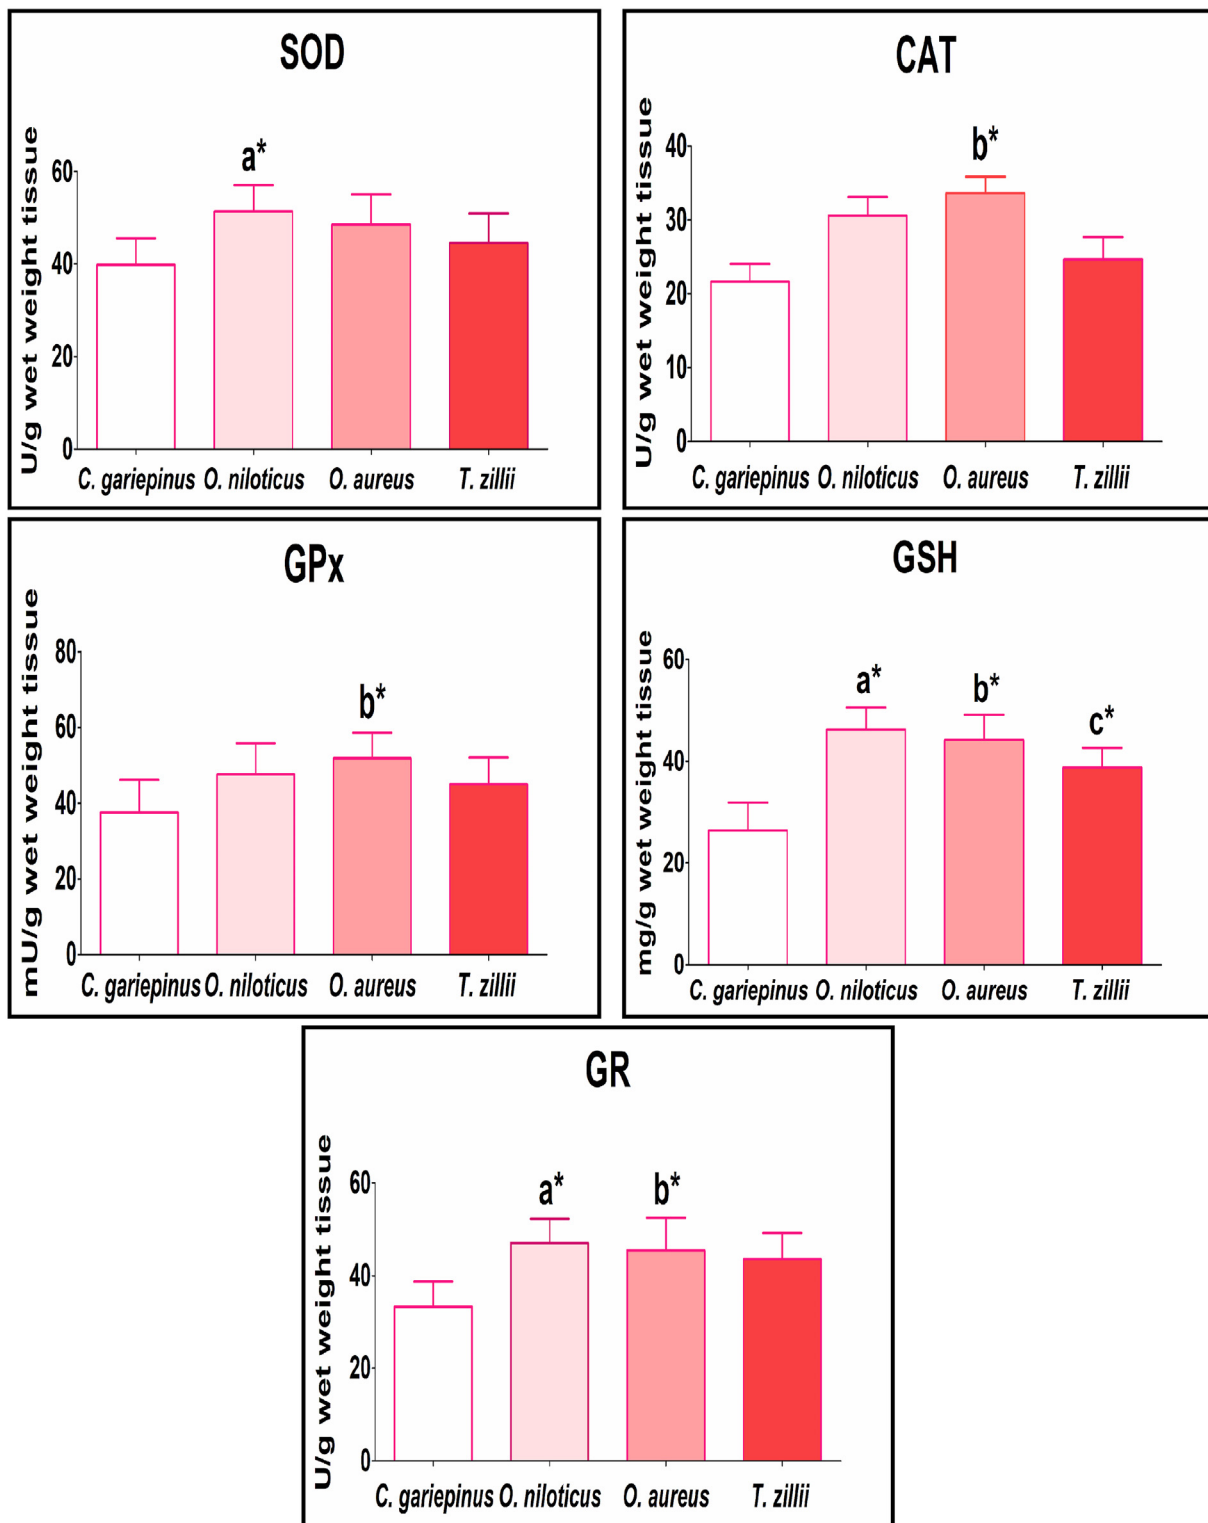 SOD
U/g wet weight tissue
60
40
20
0
a*
C. gariepinus O. niloticus O. aureus T. zillii
CAT
U/g wet weight tissue
40
30
20
10
0
b*
C. gariepinus O. niloticus O. aureus T. zillii
GPx
mU/g wet weight tissue
80
60
40
20
0
b*
C. gariepinus O. niloticus O. aureus T. zillii
GSH
mg/g wet weight tissue
60
40
20
0
a* b* c*
C. gariepinus O. niloticus O. aureus T. zillii
GR
U/g wet weight tissue
60
40
20
0
a* b*
C. gariepinus O. niloticus O. aureus T. zillii